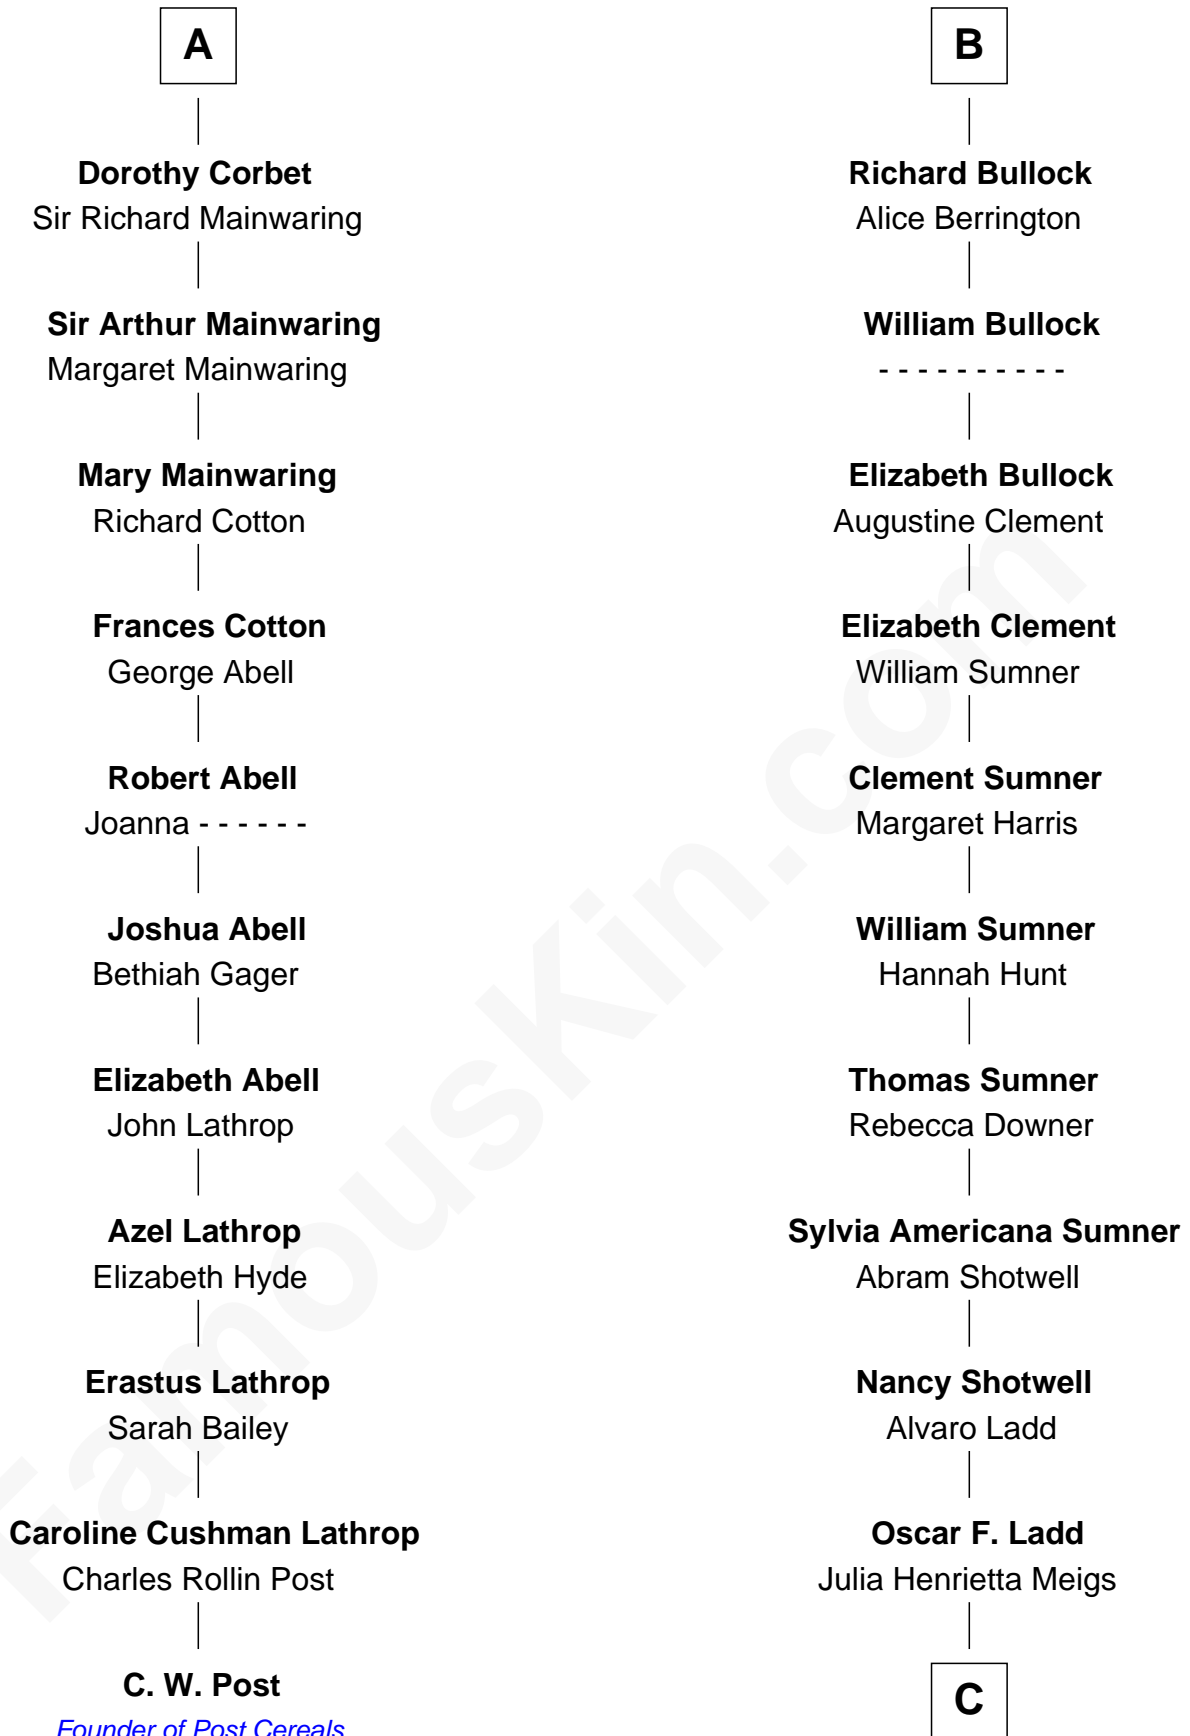 A
Dorothy Corbet
Sir Richard Mainwaring
Sir Arthur Mainwaring
Margaret Mainwaring
Mary Mainwaring
Richard Cotton
Frances Cotton
George Abell
Robert Abell
Joanna - - - - - -
Joshua Abell
Bethiah Gager
Elizabeth Abell
John Lathrop
Azel Lathrop
Elizabeth Hyde
Erastus Lathrop
Sarah Bailey
Caroline Cushman Lathrop
Charles Rollin Post
C. W. Post
Founder of Post Cereals
B
Richard Bullock
Alice Berrington
William Bullock
- - - - - - - - - -
Elizabeth Bullock
Augustine Clement
Elizabeth Clement
William Sumner
Clement Sumner
Margaret Harris
William Sumner
Hannah Hunt
Thomas Sumner
Rebecca Downer
Sylvia Americana Sumner
Abram Shotwell
Nancy Shotwell
Alvaro Ladd
Oscar F. Ladd
Julia Henrietta Meigs
C
FamousKin.com